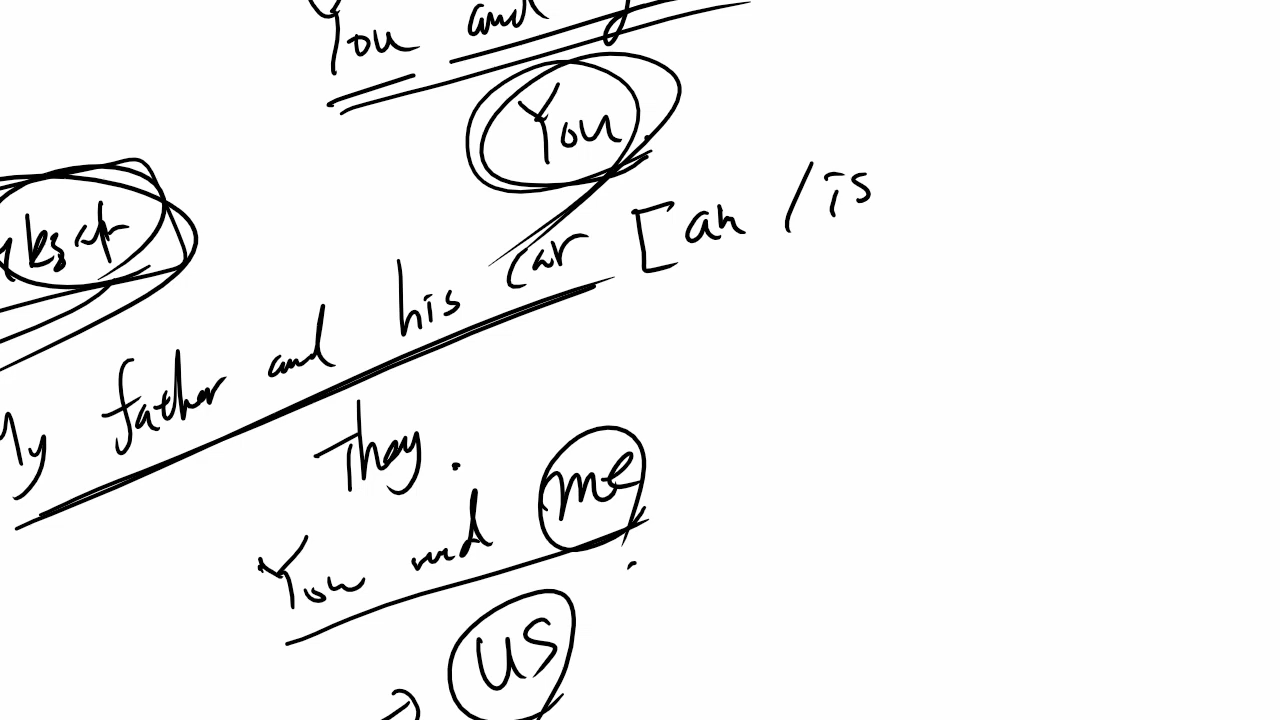 You and
You
My father and his car [are / is
They.
You and me.
us